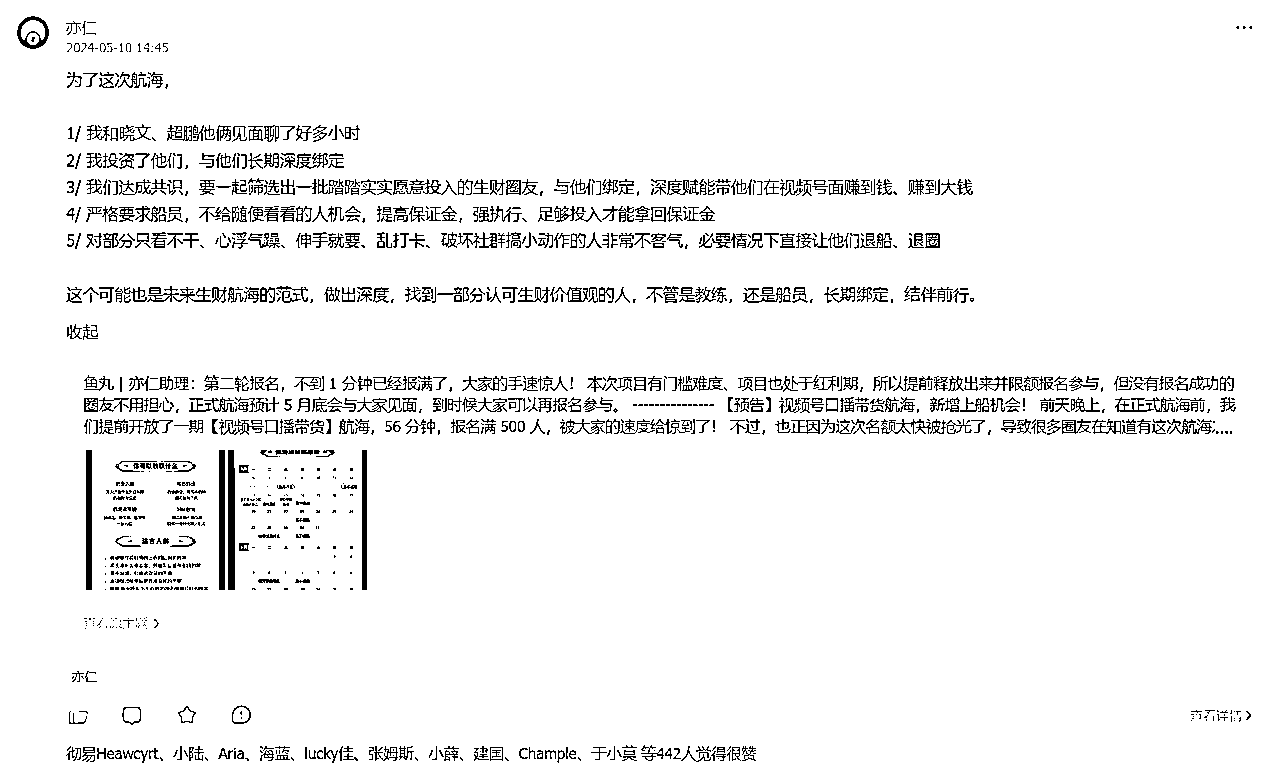 亦仁
2024-05-10 14:45
为了这次航海，
1/ 我和晓文、超鹏他俩见面聊了好多小时
2/ 我投资了他们，与他们长期深度绑定
3/ 我们达成共识，要一起筛选出一批踏踏实实愿意投入的生财圈友，与他们绑定，深度赋能带他们在视频号面赚到钱、赚到大钱
4/ 严格要求船员，不给随便看看的人机会，提高保证金，强执行、足够投入才能拿回保证金
5/ 对部分只看不干、心浮气躁、伸手就要、乱打卡、破坏社群搞小动作的人非常不客气，必要情况下直接让他们退船、退圈
这个可能也是未来生财航海的范式，做出深度，找到一部分认可生财价值观的人，不管是教练，还是船员，长期绑定，结伴前行。
收起
鱼丸 | 亦仁助理：第二轮报名，不到 1 分钟已经报满了，大家的手速惊人！ 本次项目有门槛难度、项目也处于红利期，所以提前释放出来并限额报名参与，但没有报名成功的
圈友不用担心，正式航海预计 5 月底会与大家见面，到时候大家可以再报名参与。 --------------- 【预告】视频号口播带货航海，新增上船机会！ 前天晚上，在正式航海前，我
们提前开放了一期【视频号口播带货】航海，56 分钟，报名满 500 人，被大家的速度给惊到了！ 不过，也正因为这次名额太快被抢光了，导致很多圈友在知道有这次航海....
适合人群
查看原主题 >
亦仁
查看详情 >
彻易Heawcyrt、小陆、Aria、海蓝、lucky佳、张姆斯、小薛、建国、Chample、于小莫 等442人觉得很赞